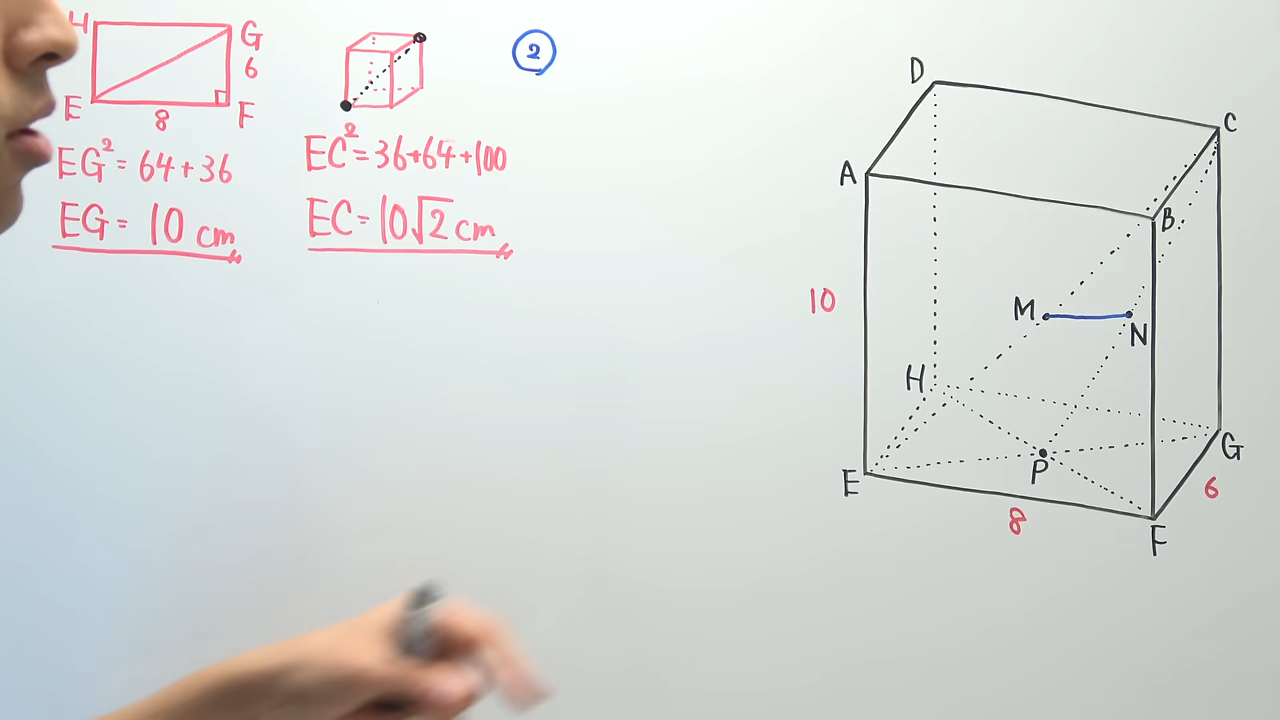 H
G
6
E
8
F
EG² = 64+36
EG = 10 cm
EC² = 36+64+100
EC = 10√2 cm
2
D
C
A
B
10
M
N
H
P
G
E
6
8
F